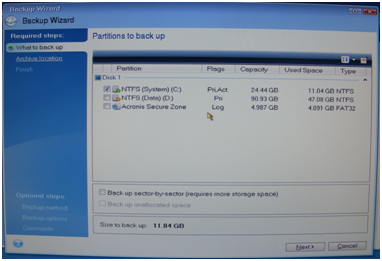 Backup Wizard
Backup Wizard
Required steps:
What to back up
Archive location
Finish
Optional steps:
Backup method
Backup options
Comments
Partitions to back up
Partition Flags Capacity Used Space Type
Disk 1
NTFS (System) (C:) Pri,Act 24.44 GB 11.04 GB NTFS
NTFS (Data) (D:) Pri 90.93 GB 47.08 GB NTFS
Acronis Secure Zone Log 4.987 GB 4.091 GB FAT32
Back up sector-by-sector (requires more storage space)
Back up unallocated space
Size to back up: 11.04 GB
Next >
Cancel